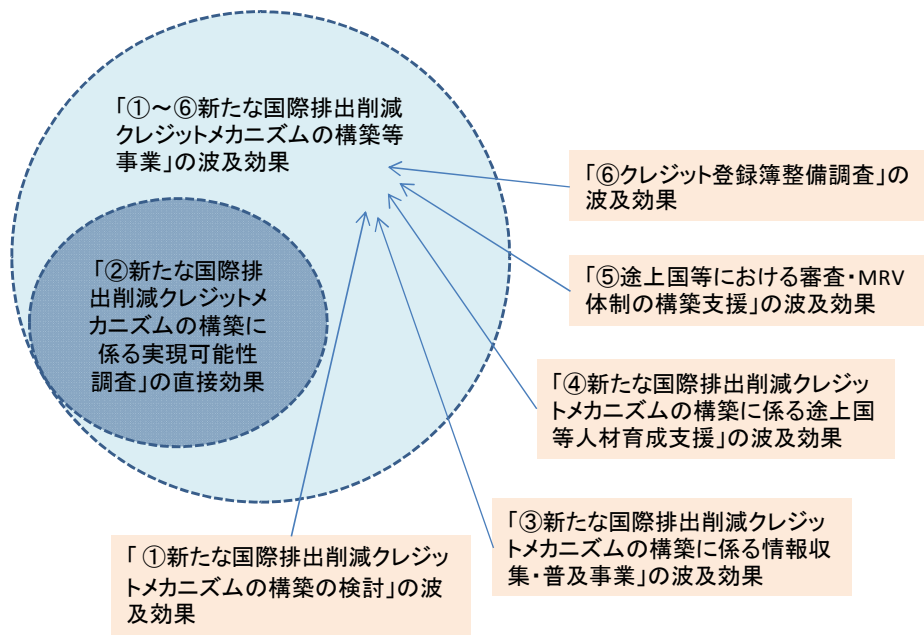 「①～⑥新たな国際排出削減
クレジットメカニズムの構築等
事業」の波及効果
「②新たな国際排
出削減クレジットメ
カニズムの構築に
係る実現可能性
調査」の直接効果
「⑥クレジット登録簿整備調査」の
波及効果
「⑤途上国等における審査・MRV
体制の構築支援」の波及効果
「④新たな国際排出削減クレジッ
トメカニズムの構築に係る途上国
等人材育成支援」の波及効果
「③新たな国際排出削減クレジッ
トメカニズムの構築に係る情報収
集・普及事業」の波及効果
「 ①新たな国際排出削減クレジッ
トメカニズムの構築の検討」の波
及効果